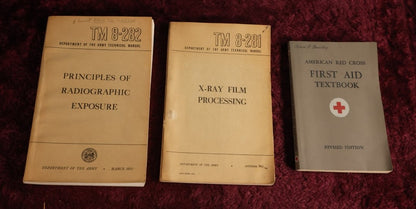 TM 8-282
DEPARTMENT OF THE ARMY TECHNICAL MANUAL
PRINCIPLES OF
RADIOGRAPHIC
EXPOSURE
DEPARTMENT OF THE ARMY • MARCH
TM 8-281
DEPARTMENT OF THE ARMY TECHNICAL MANUAL
X-RAY FILM
PROCESSING
DEPARTMENT OF THE ARMY •
AMERICAN RED CROSS
FIRST AID
TEXTBOOK
REVISED EDITION